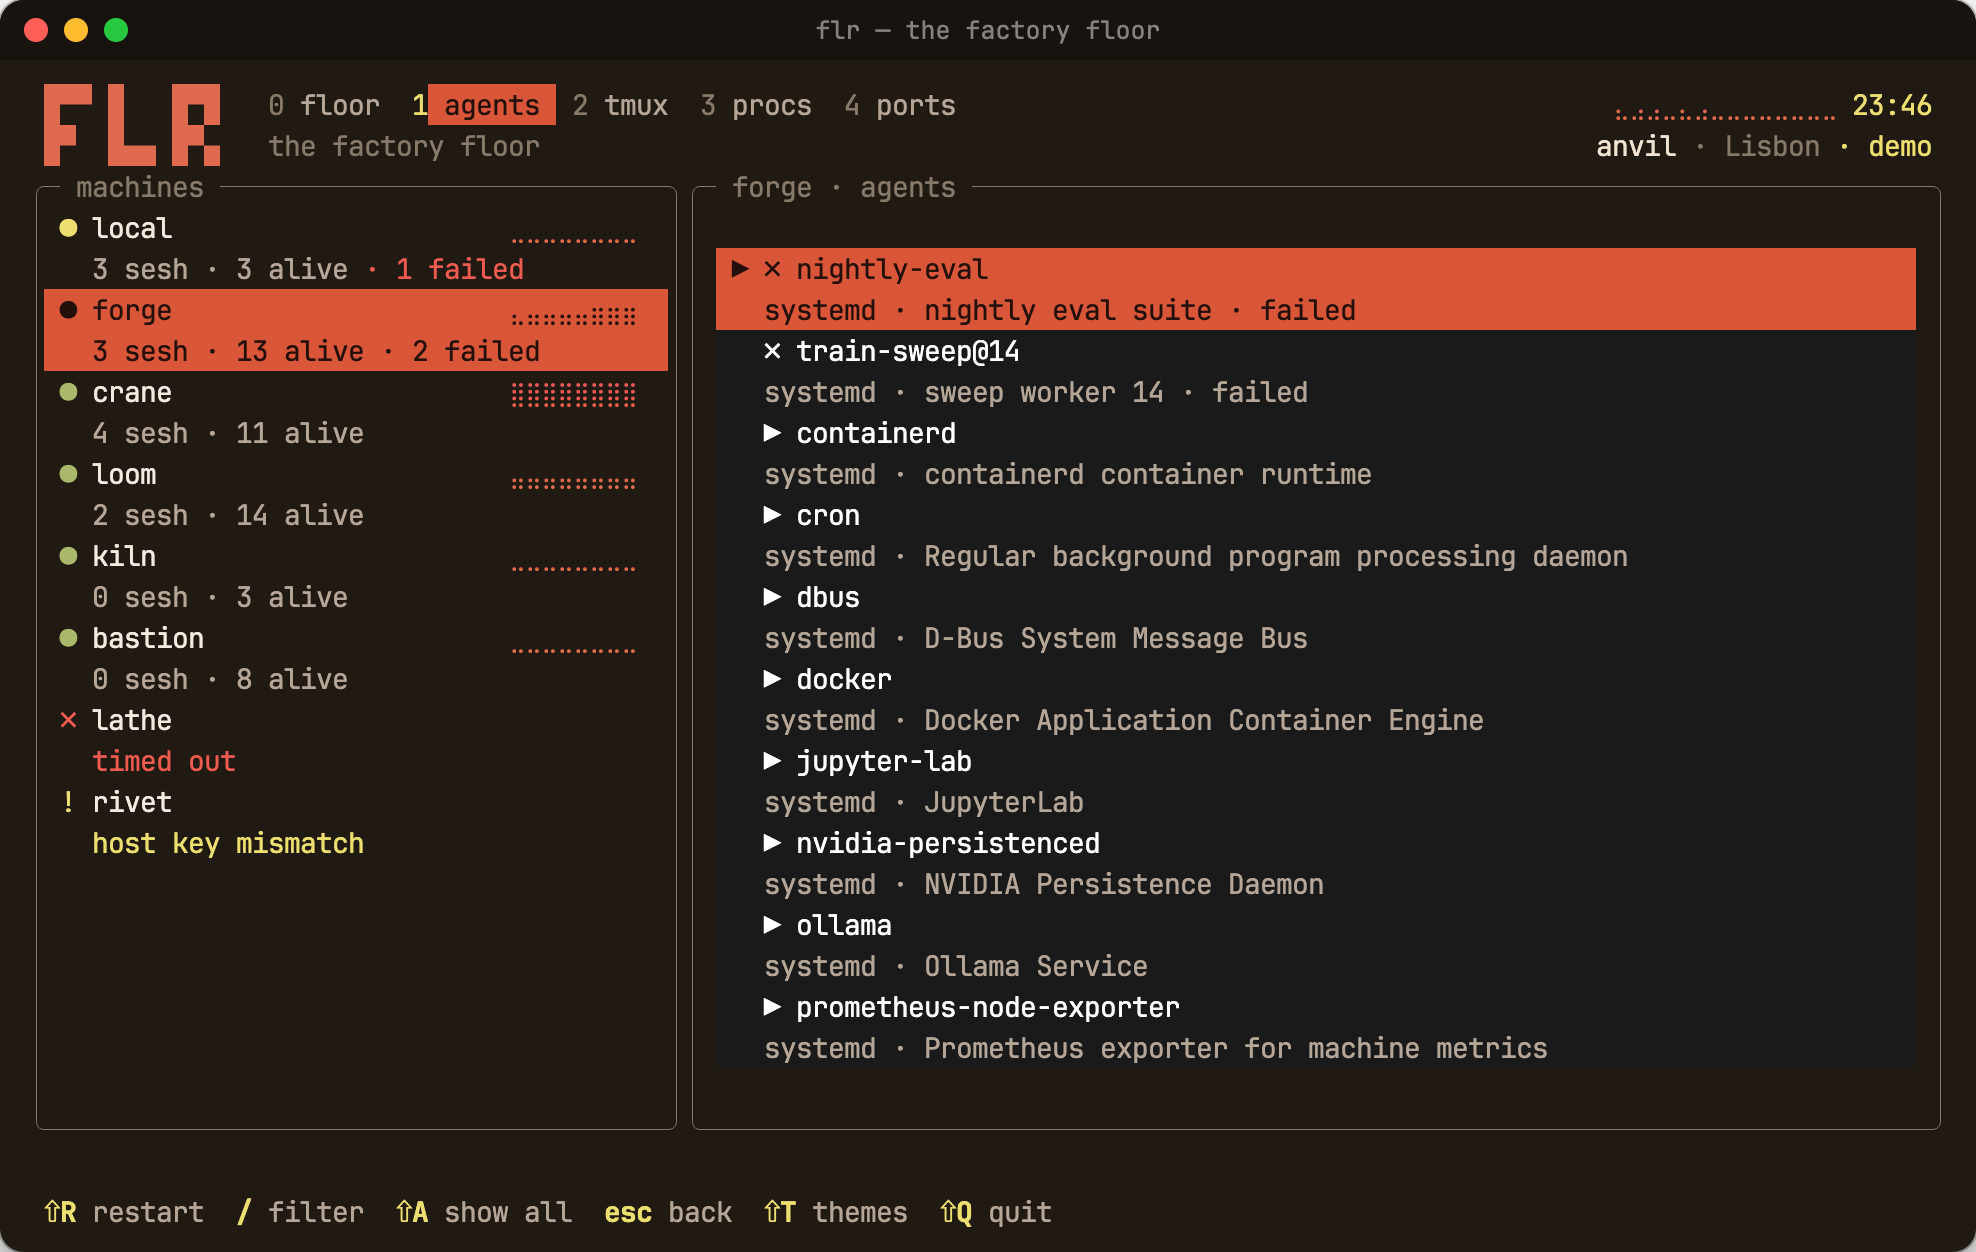 flr — the factory floor
FLR
0 floor 1 agents 2 tmux 3 procs 4 ports
23:46
the factory floor
anvil · Lisbon · demo
machines
local
3 sesh · 3 alive · 1 failed
forge
3 sesh · 13 alive · 2 failed
crane
4 sesh · 11 alive
loom
2 sesh · 14 alive
kiln
0 sesh · 3 alive
bastion
0 sesh · 8 alive
✕ lathe
timed out
! rivet
host key mismatch
forge · agents
▶ ✕ nightly-eval
systemd · nightly eval suite · failed
✕ train-sweep@14
systemd · sweep worker 14 · failed
▶ containerd
systemd · containerd container runtime
▶ cron
systemd · Regular background program processing daemon
▶ dbus
systemd · D-Bus System Message Bus
▶ docker
systemd · Docker Application Container Engine
▶ jupyter-lab
systemd · JupyterLab
▶ nvidia-persistenced
systemd · NVIDIA Persistence Daemon
▶ ollama
systemd · Ollama Service
▶ prometheus-node-exporter
systemd · Prometheus exporter for machine metrics
⇧R restart / filter ⇧A show all esc back ⇧T themes ⇧Q quit